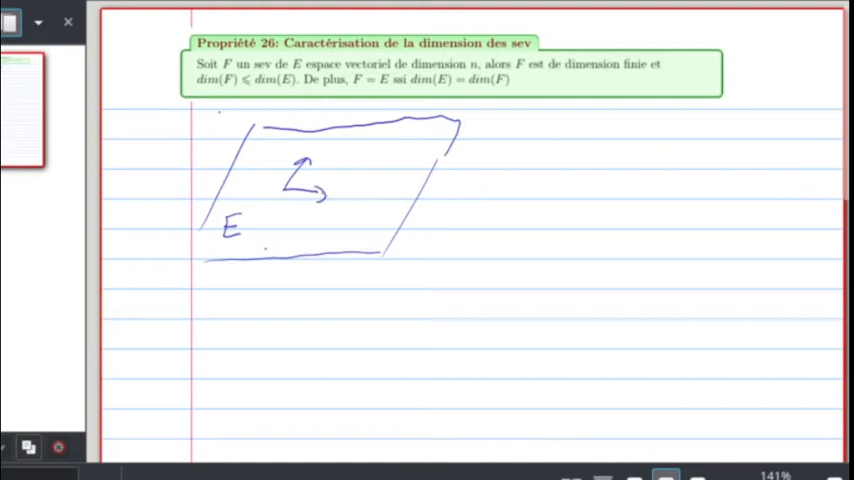 Propriété 26: Caractérisation de la dimension des sev
Soit F un sev de E espace vectoriel de dimension n, alors F est de dimension finie et
dim(F) ⩽ dim(E). De plus, F = E ssi dim(E) = dim(F)
E
141%